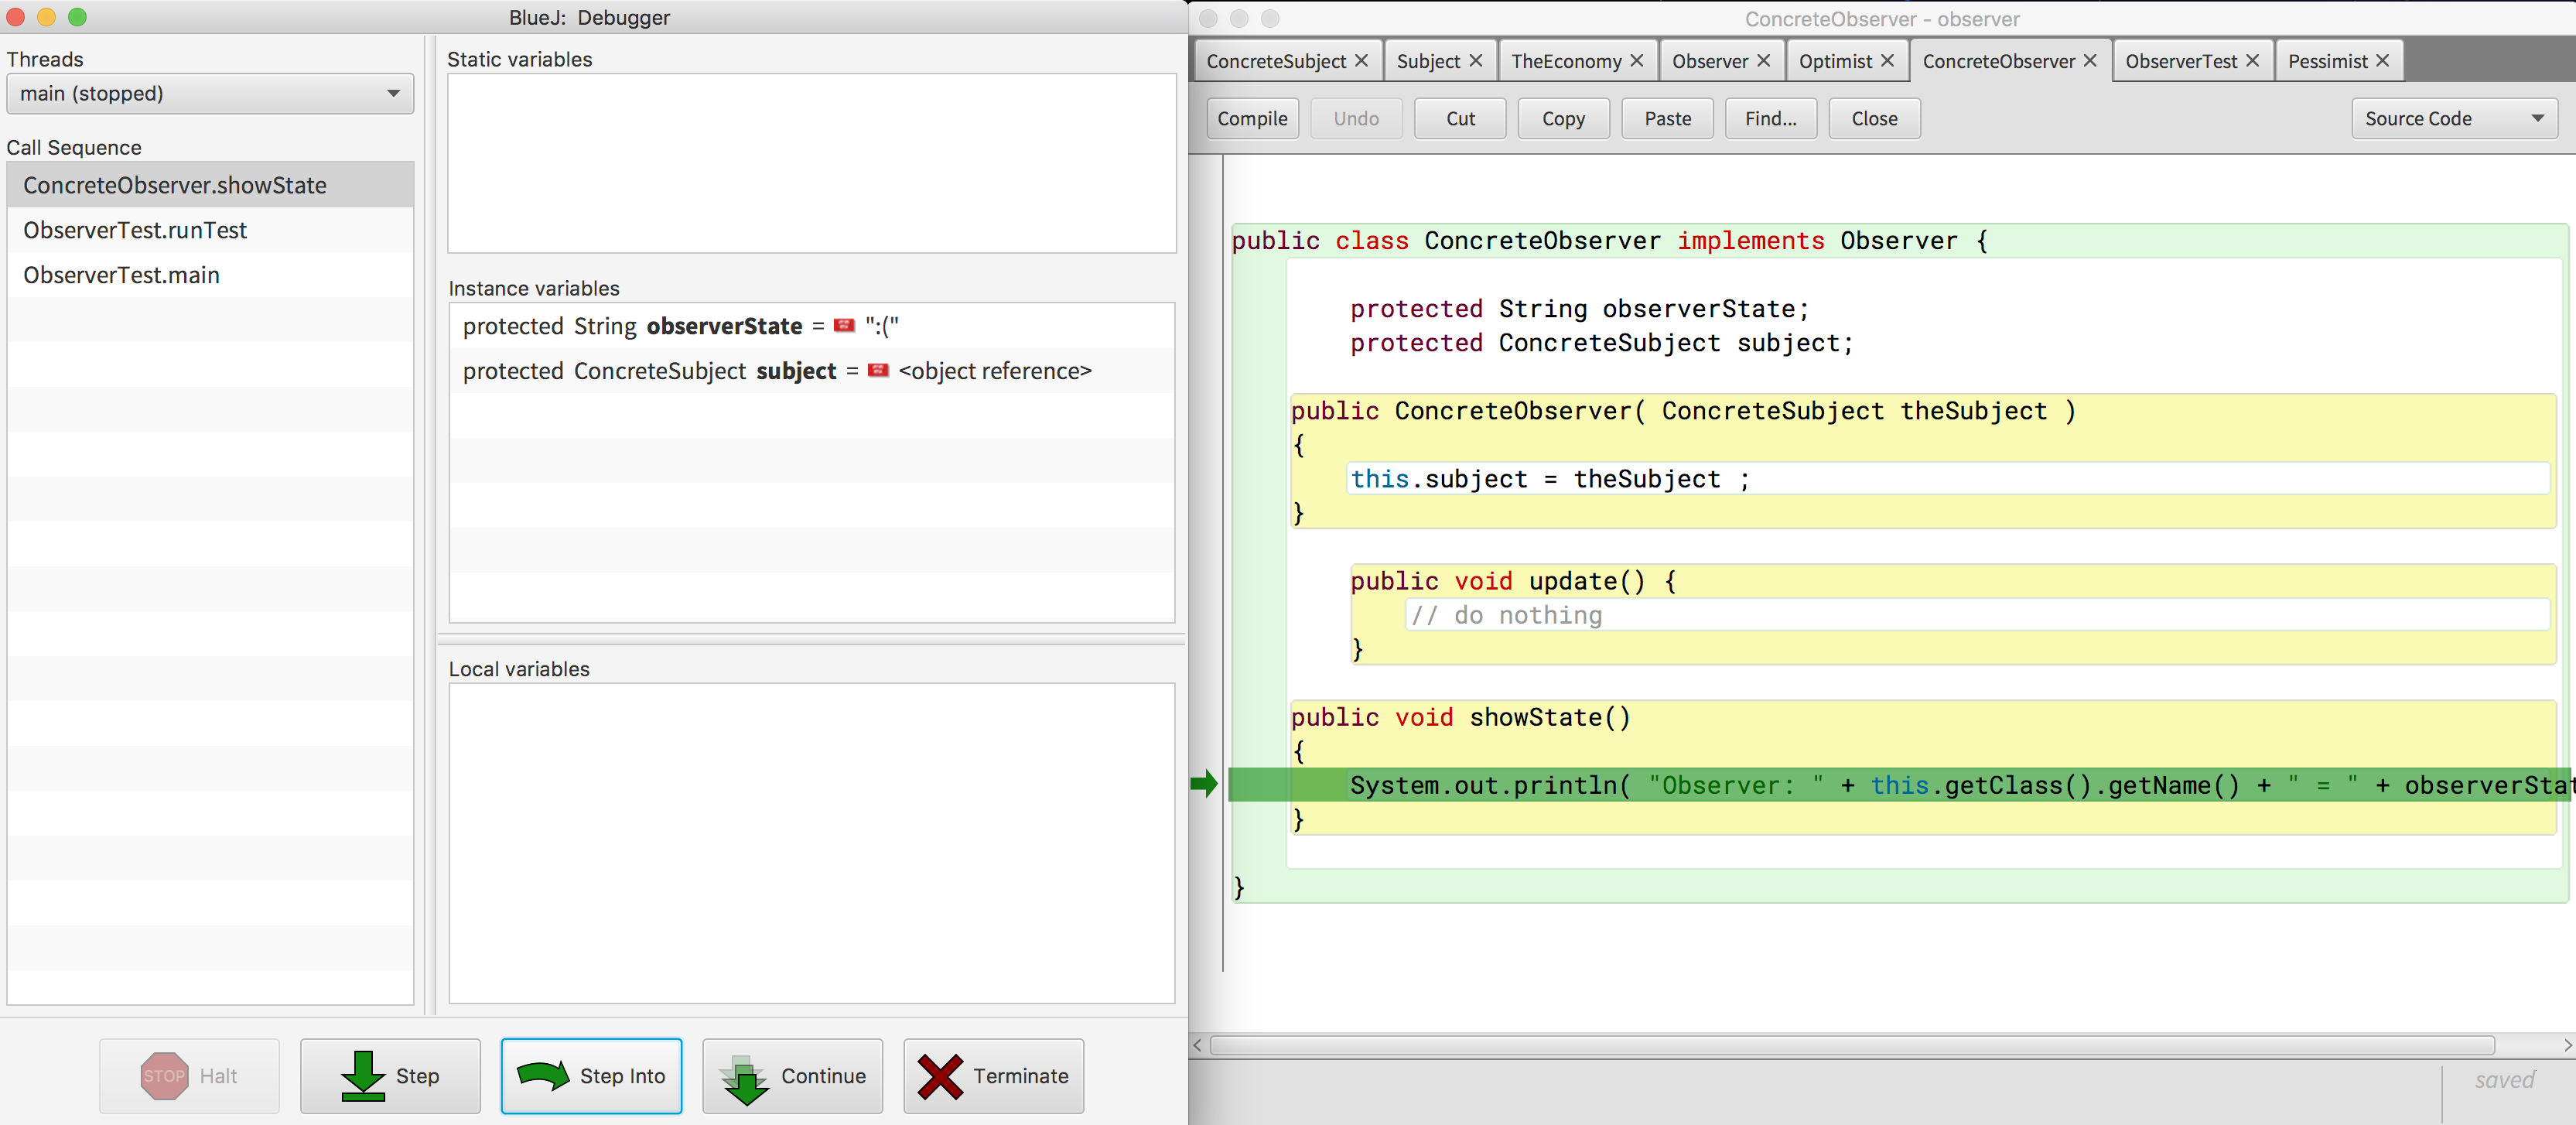 BlueJ: Debugger
Threads
main (stopped)
Call Sequence
ConcreteObserver.showState
ObserverTest.runTest
ObserverTest.main
Static variables
Instance variables
protected String observerState = ":("
protected ConcreteSubject subject = <object reference>
Local variables
STOP Halt
Step
Step Into
Continue
Terminate
ConcreteObserver - observer
ConcreteSubject
Subject
TheEconomy
Observer
Optimist
ConcreteObserver
ObserverTest
Pessimist
Compile
Undo
Cut
Copy
Paste
Find...
Close
Source Code
public class ConcreteObserver implements Observer {
protected String observerState;
protected ConcreteSubject subject;
public ConcreteObserver( ConcreteSubject theSubject )
{
this.subject = theSubject ;
}
public void update() {
// do nothing
}
public void showState()
{
System.out.println( "Observer: " + this.getClass().getName() + " = " + observerStat
}
}
saved